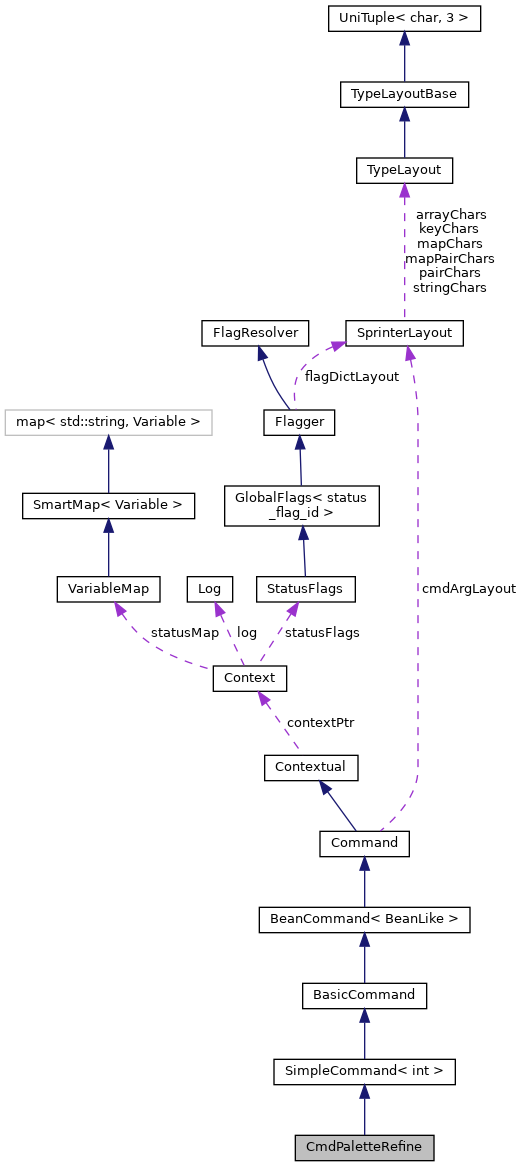 UniTuple< char, 3 >
TypeLayoutBase
TypeLayout
arrayChars
keyChars
mapChars
mapPairChars
pairChars
stringChars
FlagResolver
SprinterLayout
flagDictLayout
map< std::string, Variable >
Flagger
SmartMap< Variable >
GlobalFlags< status
_flag_id >
VariableMap
Log
StatusFlags
cmdArgLayout
statusMap
log
statusFlags
Context
contextPtr
Contextual
Command
BeanCommand< BeanLike >
BasicCommand
SimpleCommand< int >
CmdPaletteRefine